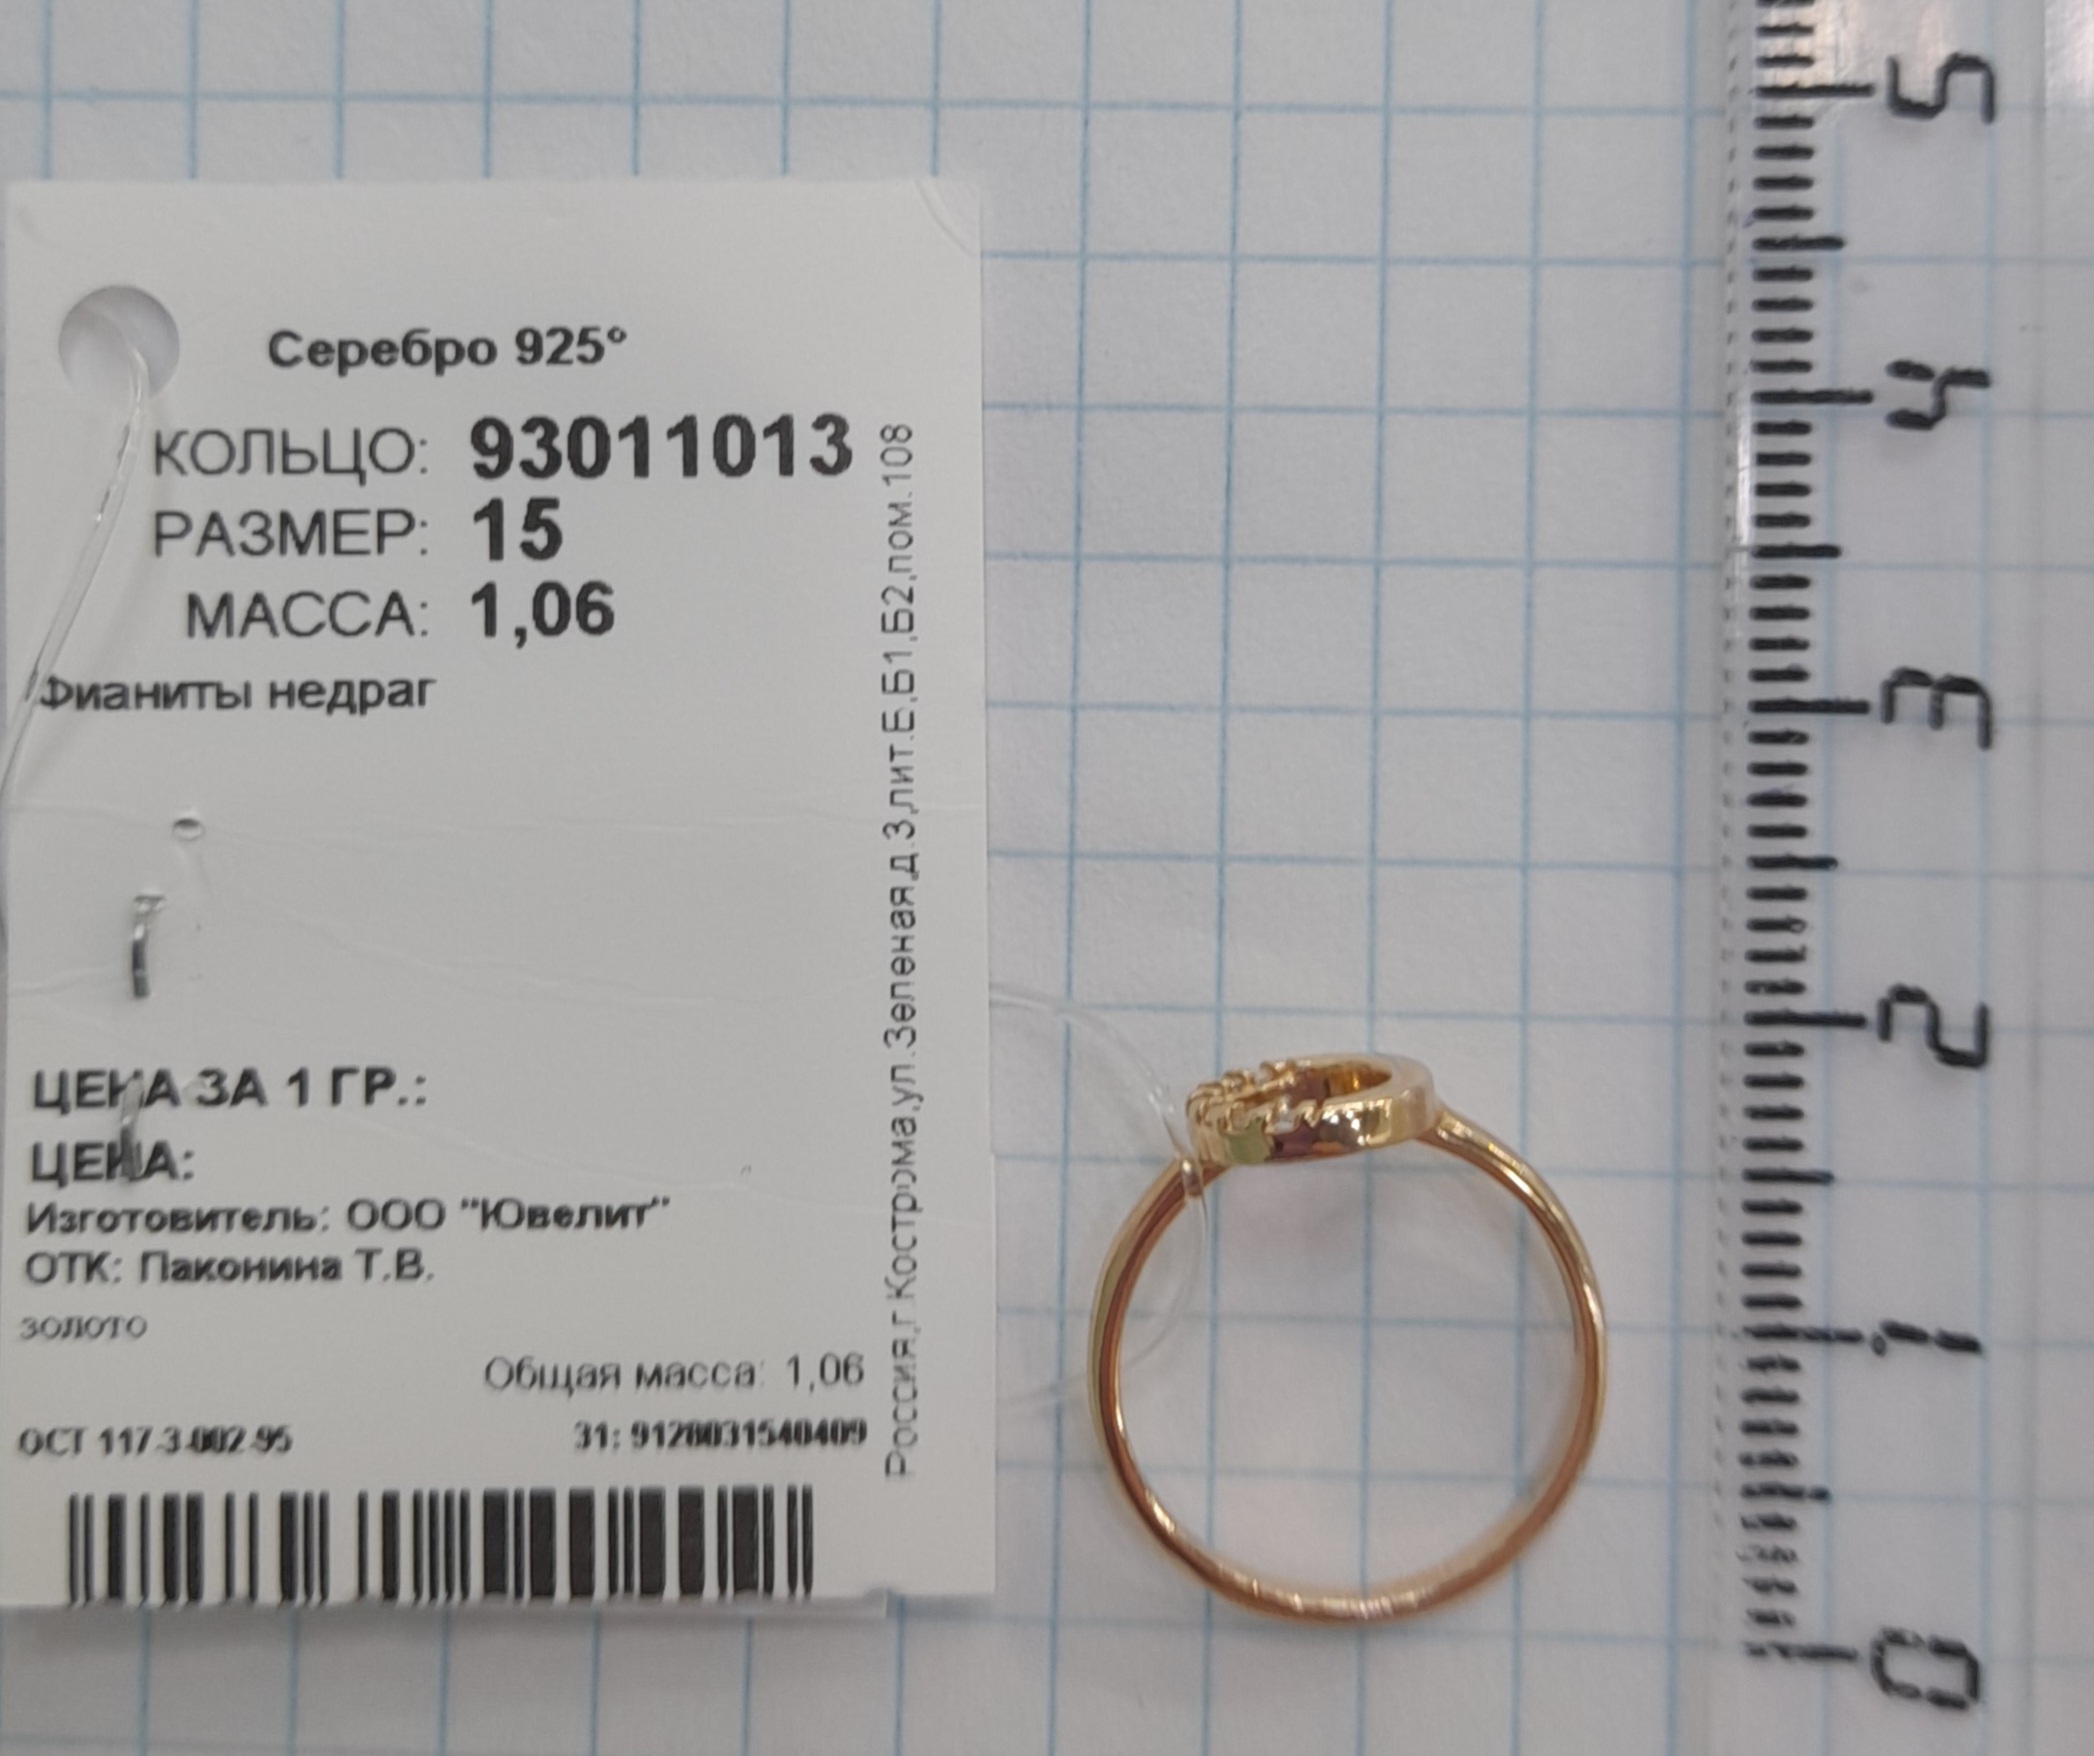 Серебро 925°
КОЛЬЦО: 93011013
РАЗМЕР: 15
МАССА: 1,06
Фианиты недраг
ЦЕНА ЗА 1 ГР.:
ЦЕНА:
Изготовитель: ООО "Ювелит"
ОТК: Паконина Т.В.
золото
Общая масса: 1,06
ОСТ 117-3-002-95
31: 9128031540409
Россия,г.Кострома,ул.Зеленая,д.3,лит.Е,Б1,Б2,пом.108
5
4
3
2
1
0